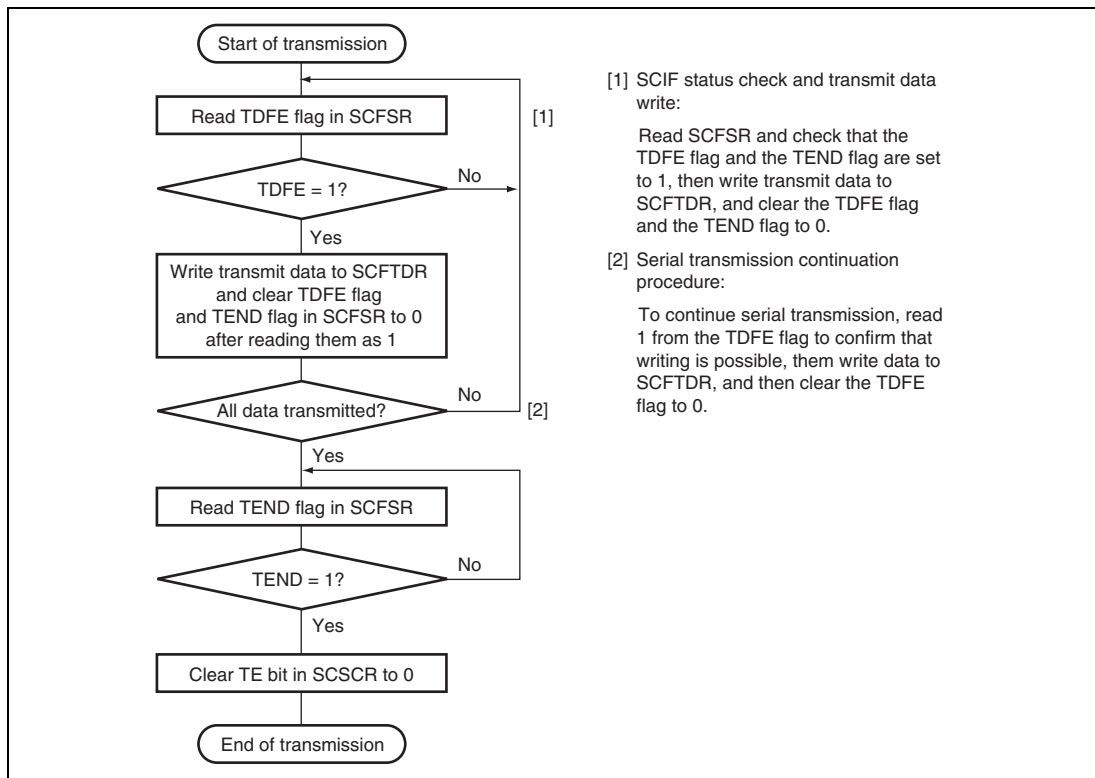 Start of transmission
Read TDFE flag in SCFSR
[1]
TDFE = 1?
No
Yes
Write transmit data to SCFTDR
and clear TDFE flag
and TEND flag in SCFSR to 0
after reading them as 1
All data transmitted?
No
[2]
Yes
Read TEND flag in SCFSR
TEND = 1?
No
Yes
Clear TE bit in SCSCR to 0
End of transmission
[1] SCIF status check and transmit data
write:
Read SCFSR and check that the
TDFE flag and the TEND flag are set
to 1, then write transmit data to
SCFTDR, and clear the TDFE flag
and the TEND flag to 0.
[2] Serial transmission continuation
procedure:
To continue serial transmission, read
1 from the TDFE flag to confirm that
writing is possible, them write data to
SCFTDR, and then clear the TDFE
flag to 0.